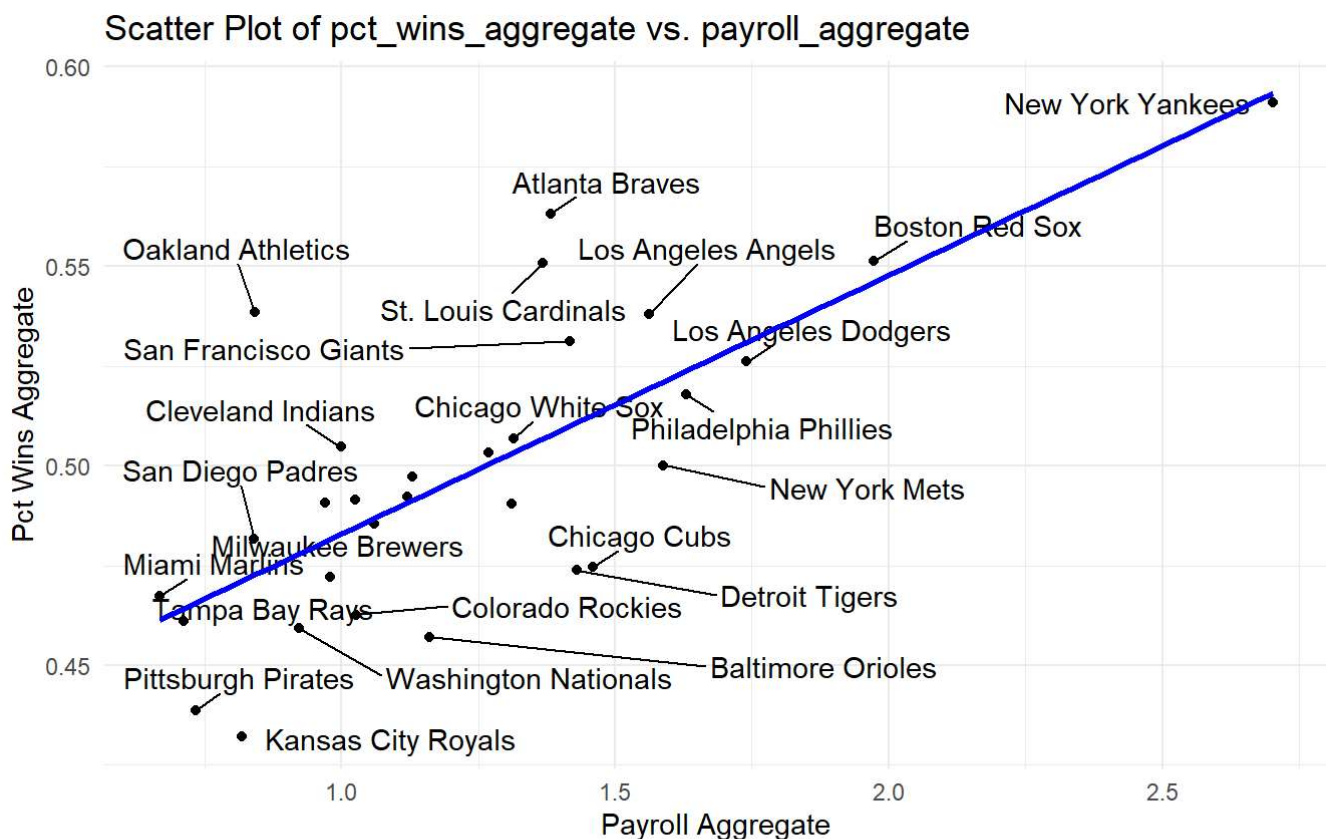 Scatter Plot of pct_wins_aggregate vs. payroll_aggregate
0.60
New York Yankees
Atlanta Braves
Boston Red Sox
Oakland Athletics
Los Angeles Angels
0.55
St. Louis Cardinals
Los Angeles Dodgers
San Francisco Giants
Cleveland Indians
Chicago White Sox
Philadelphia Phillies
San Diego Padres
0.50
New York Mets
Pct Wins Aggregate
Milwaukee Brewers
Chicago Cubs
Miami Marlins
Detroit Tigers
Tampa Bay Rays
Colorado Rockies
0.45
Baltimore Orioles
Pittsburgh Pirates
Washington Nationals
Kansas City Royals
1.0
1.5
2.0
2.5
Payroll Aggregate